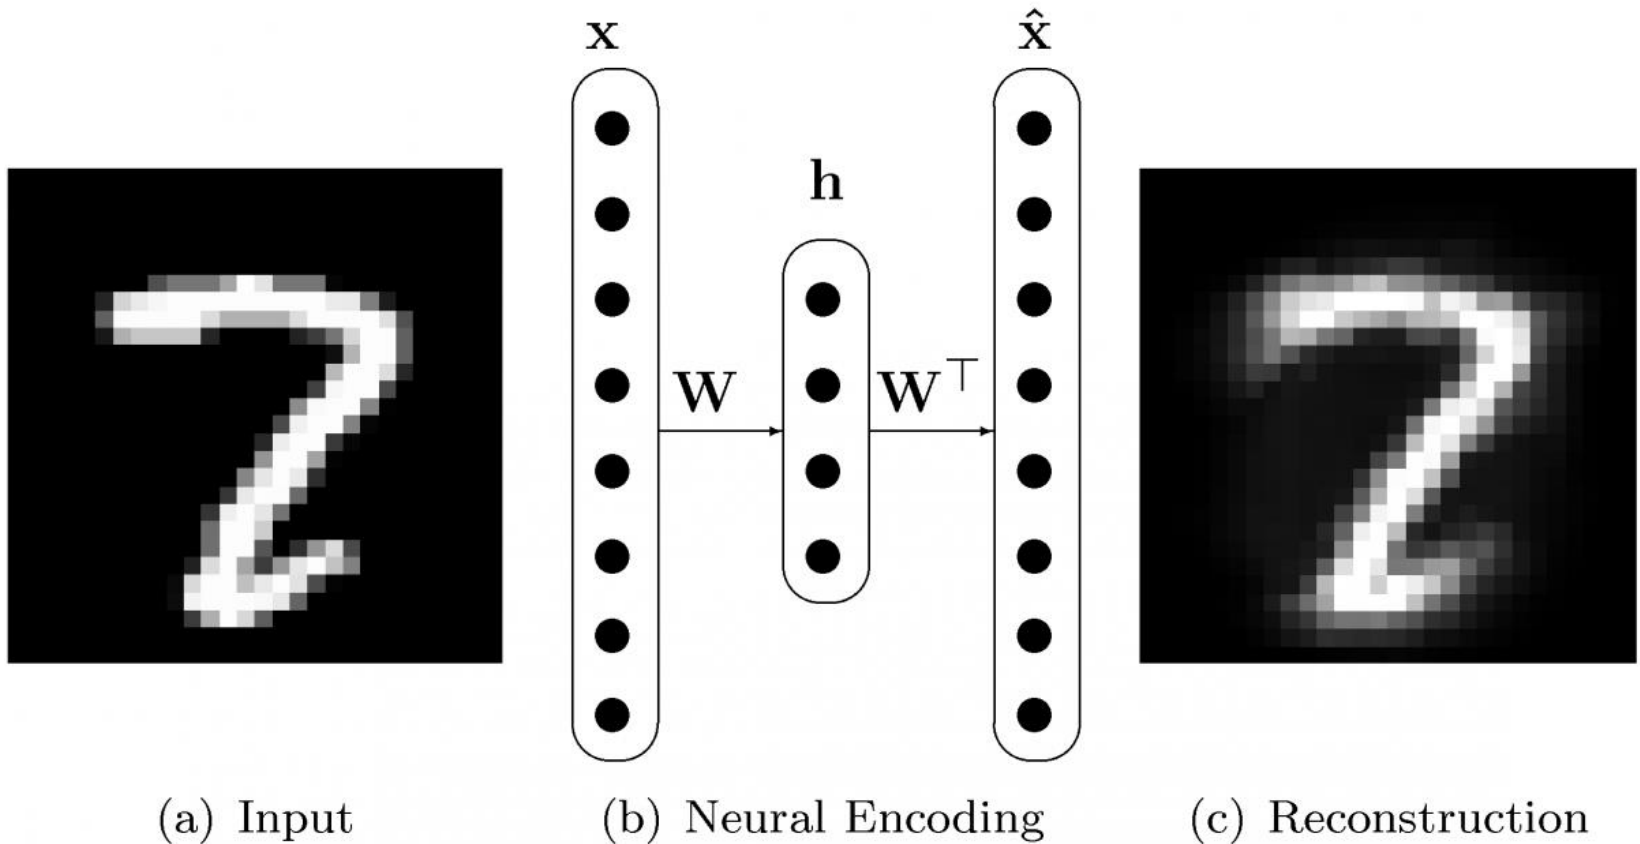 x
x̂
h
W
W⊤
(a) Input
(b) Neural Encoding
(c) Reconstruction